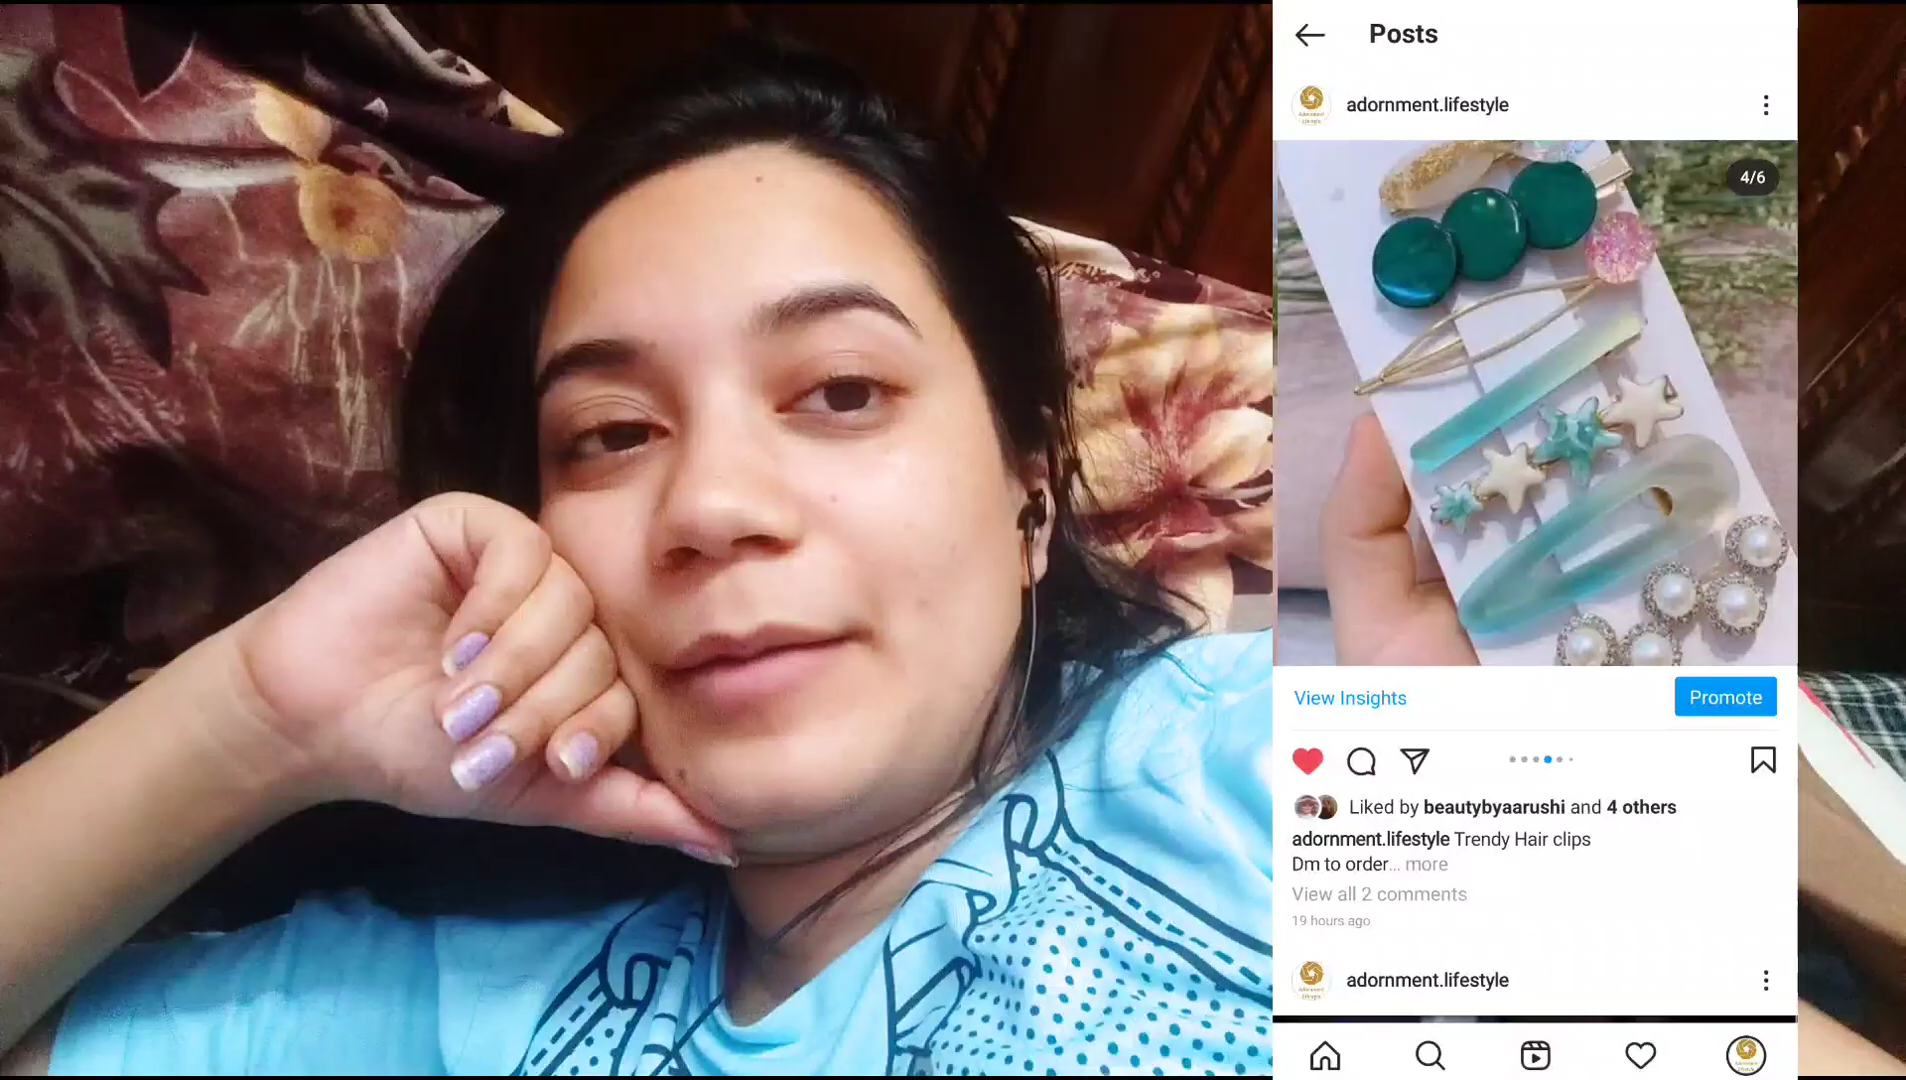 Posts
adornment.lifestyle
4/6
View Insights
Promote
Liked by beautybyaarushi and 4 others
adornment.lifestyle Trendy Hair clips
Dm to order... more
View all 2 comments
19 hours ago
adornment.lifestyle